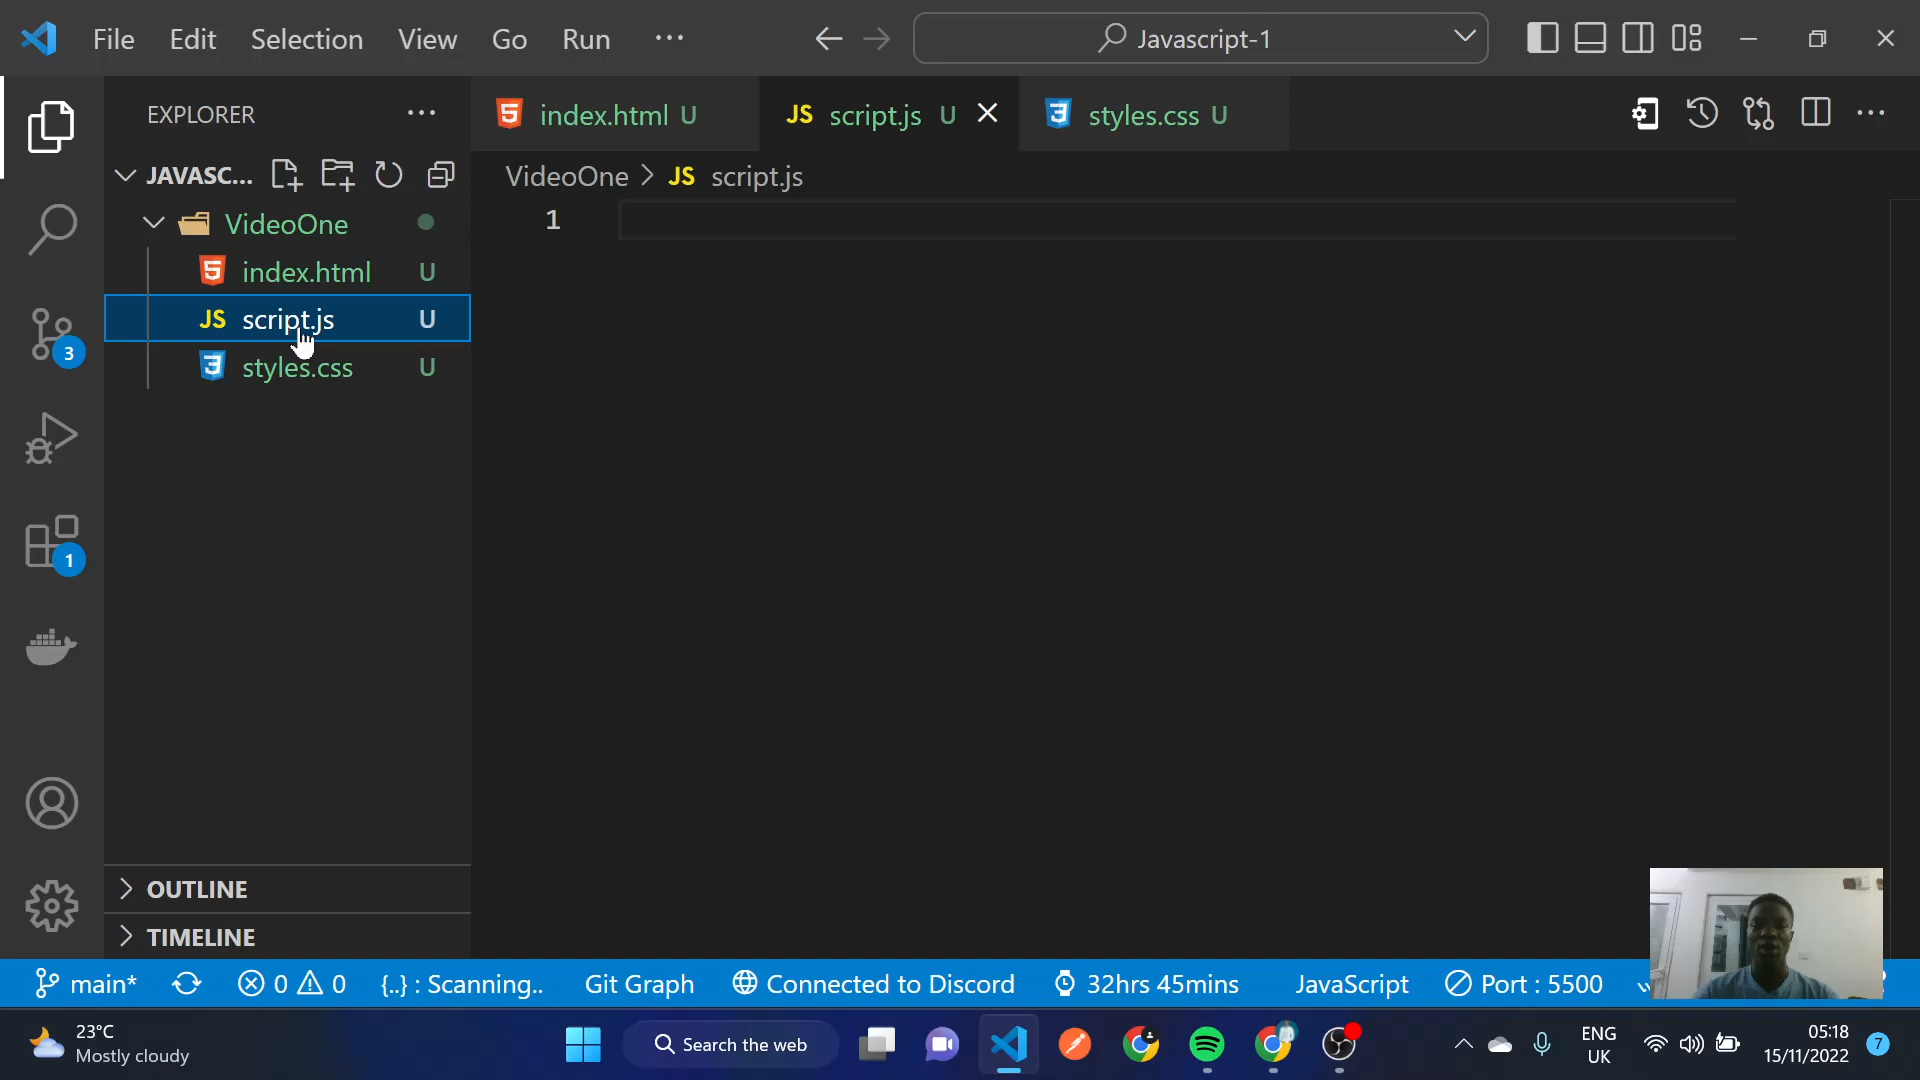 File Edit Selection View Go Run ···
Javascript-1
EXPLORER ···
index.html U
JS script.js U
styles.css U
JAVASC...
VideoOne > JS script.js
VideoOne
1
index.html U
JS script.js U
styles.css U
3
1
OUTLINE
TIMELINE
main* 0 0 {..} : Scanning.. Git Graph Connected to Discord 32hrs 45mins JavaScript Port : 5500
23°C
Mostly cloudy
Search the web
ENG
UK
05:18
15/11/2022
7